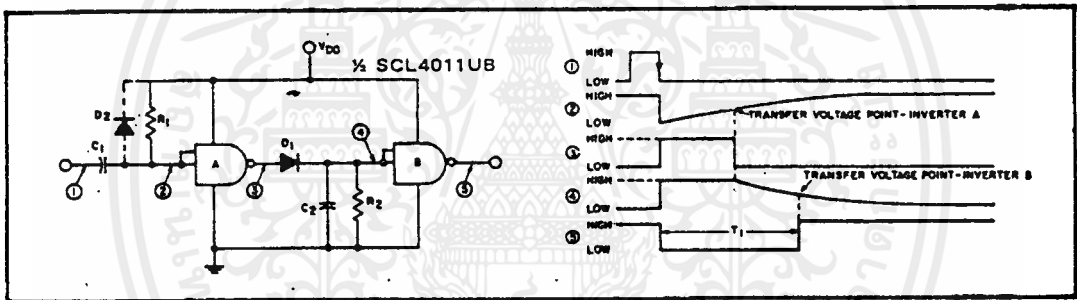 V_DD
½ SCL4011UB
D2
R1
C1
①
②
A
③
D1
④
C2
R2
B
⑤
① HIGH
LOW
② HIGH
LOW
TRANSFER VOLTAGE POINT-INVERTER A
③ HIGH
LOW
④ HIGH
LOW
TRANSFER VOLTAGE POINT-INVERTER B
⑤ HIGH
LOW
T1